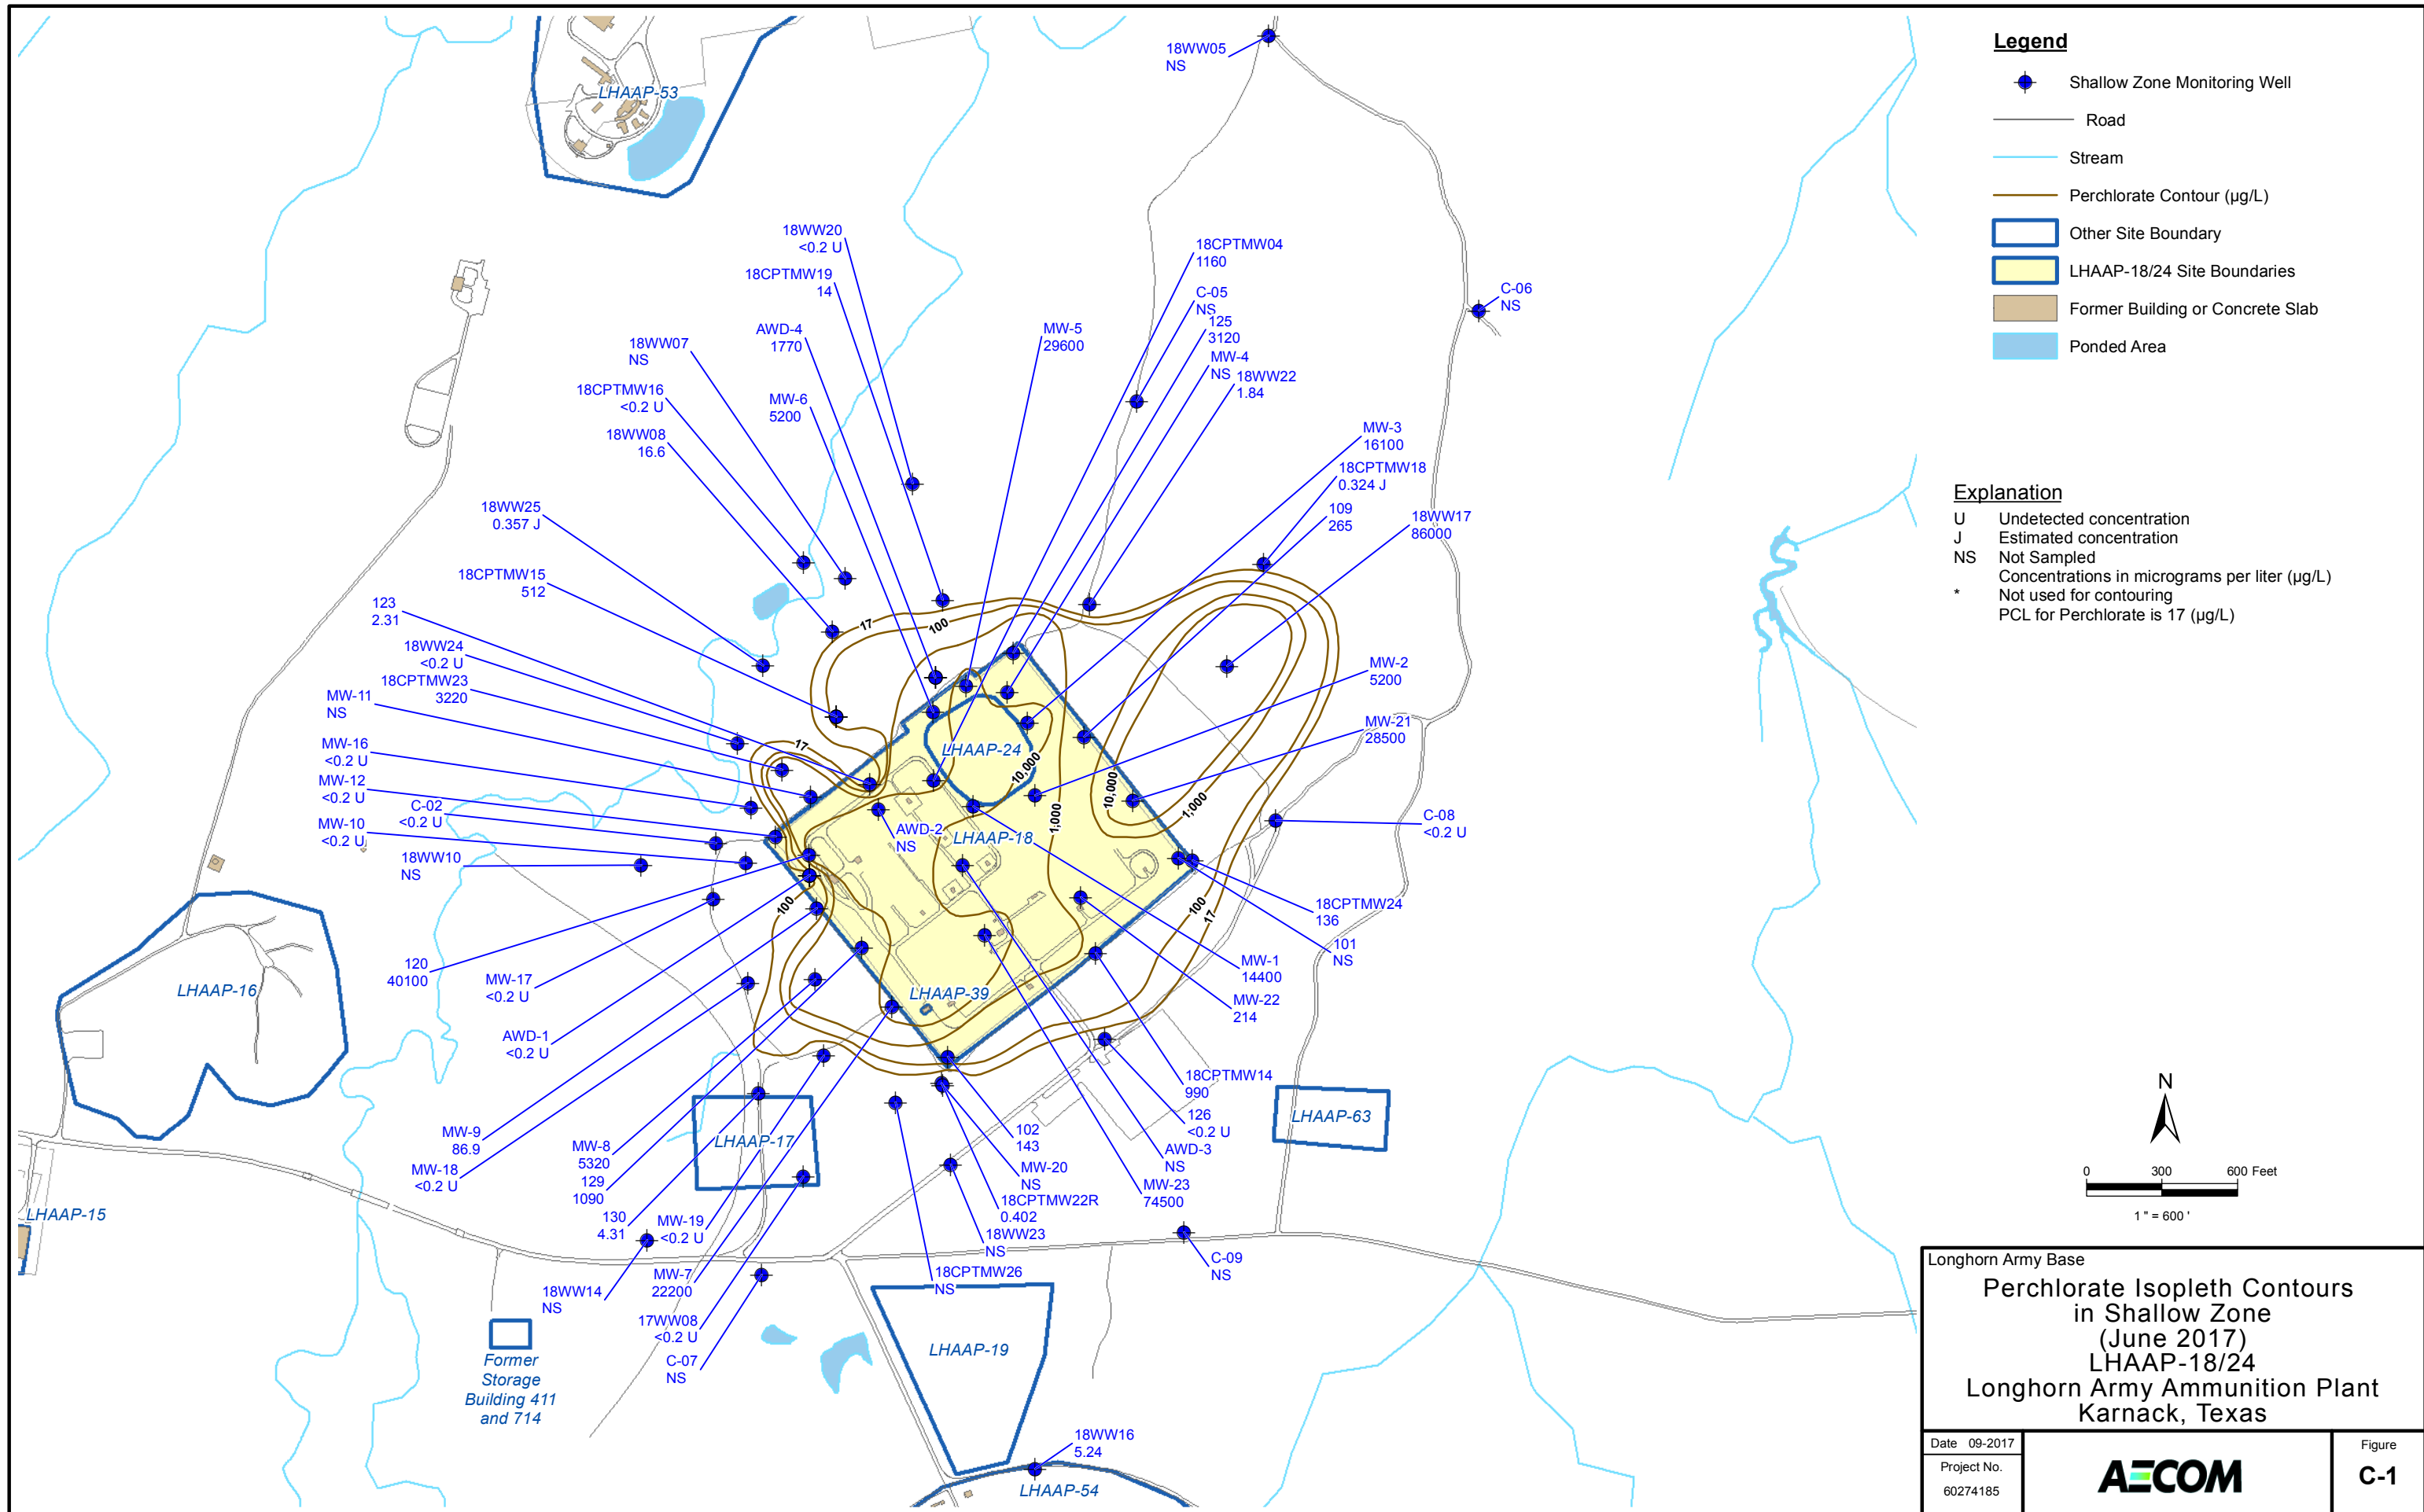 18WW05
NS
LHAAP-53
18WW20
<0.2 U
18CPTMW19
14
AWD-4
1770
18WW07
NS
18CPTMW16
<0.2 U
MW-6
5200
18WW08
16.6
18CPTMW04
1160
C-05
NS
125
3120
MW-5
29600
MW-4
NS
18WW22
1.84
C-06
NS
MW-3
16100
18CPTMW18
0.324 J
109
265
18WW17
86000
18WW25
0.357 J
18CPTMW15
512
123
2.31
18WW24
<0.2 U
18CPTMW23
3220
MW-11
NS
MW-16
<0.2 U
MW-12
<0.2 U
C-02
<0.2 U
MW-10
<0.2 U
18WW10
NS
17
100
17
LHAAP-24
10,000
1,000
10,000
1,000
MW-2
5200
MW-21
28500
C-08
<0.2 U
AWD-2
NS
LHAAP-18
100
100
17
18CPTMW24
136
101
NS
MW-1
14400
MW-22
214
LHAAP-39
LHAAP-16
120
40100
MW-17
<0.2 U
AWD-1
<0.2 U
MW-9
86.9
MW-18
<0.2 U
MW-8
5320
129
1090
130
4.31
MW-19
<0.2 U
MW-7
22200
17WW08
<0.2 U
C-07
NS
18WW14
NS
LHAAP-17
LHAAP-15
18CPTMW14
990
126
<0.2 U
AWD-3
NS
MW-23
74500
102
143
MW-20
NS
18CPTMW22R
0.402
18WW23
NS
18CPTMW26
NS
C-09
NS
LHAAP-63
LHAAP-19
Former
Storage
Building 411
and 714
18WW16
5.24
LHAAP-54
Legend
Shallow Zone Monitoring Well
Road
Stream
Perchlorate Contour (µg/L)
Other Site Boundary
LHAAP-18/24 Site Boundaries
Former Building or Concrete Slab
Ponded Area
Explanation
U Undetected concentration
J Estimated concentration
NS Not Sampled
Concentrations in micrograms per liter (µg/L)
* Not used for contouring
PCL for Perchlorate is 17 (µg/L)
N
0 300 600 Feet
1 " = 600 '
Longhorn Army Base
Perchlorate Isopleth Contours
in Shallow Zone
(June 2017)
LHAAP-18/24
Longhorn Army Ammunition Plant
Karnack, Texas
Date 09-2017
Project No.
60274185
AECOM
Figure
C-1